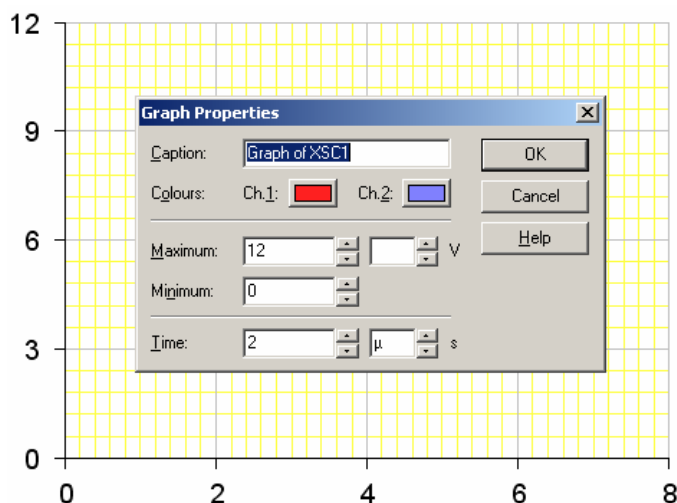 12
9
Graph Properties
Caption: Graph of XSC1 OK
Colours: Ch.1: Ch.2: Cancel
6 Maximum: 12 V Help
Minimum: 0
3 Time: 2 μ s
0
0 2 4 6 8